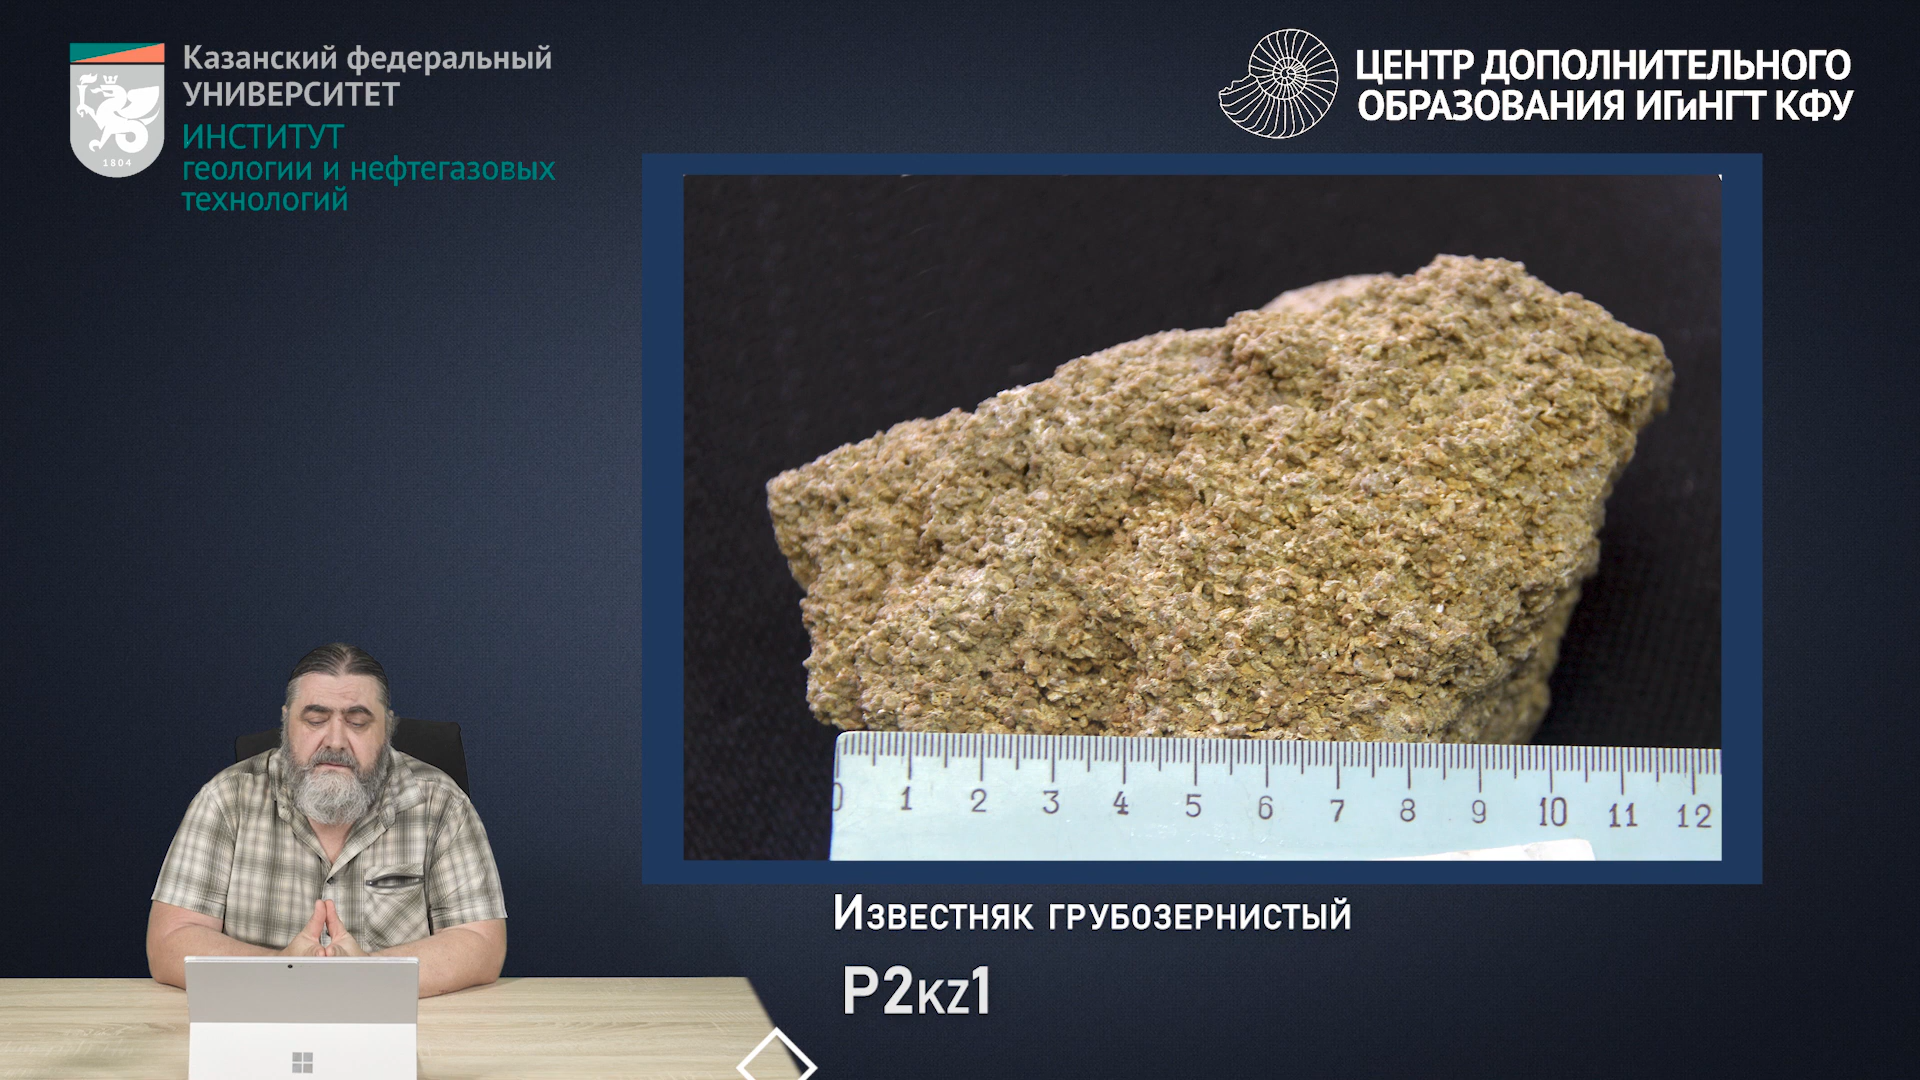 Казанский федеральный
УНИВЕРСИТЕТ
ИНСТИТУТ
геологии и нефтегазовых
технологий
1804
ЦЕНТР ДОПОЛНИТЕЛЬНОГО
ОБРАЗОВАНИЯ ИГиНГТ КФУ
0 1 2 3 4 5 6 7 8 9 10 11 12
Известняк грубозернистый
P2kz1